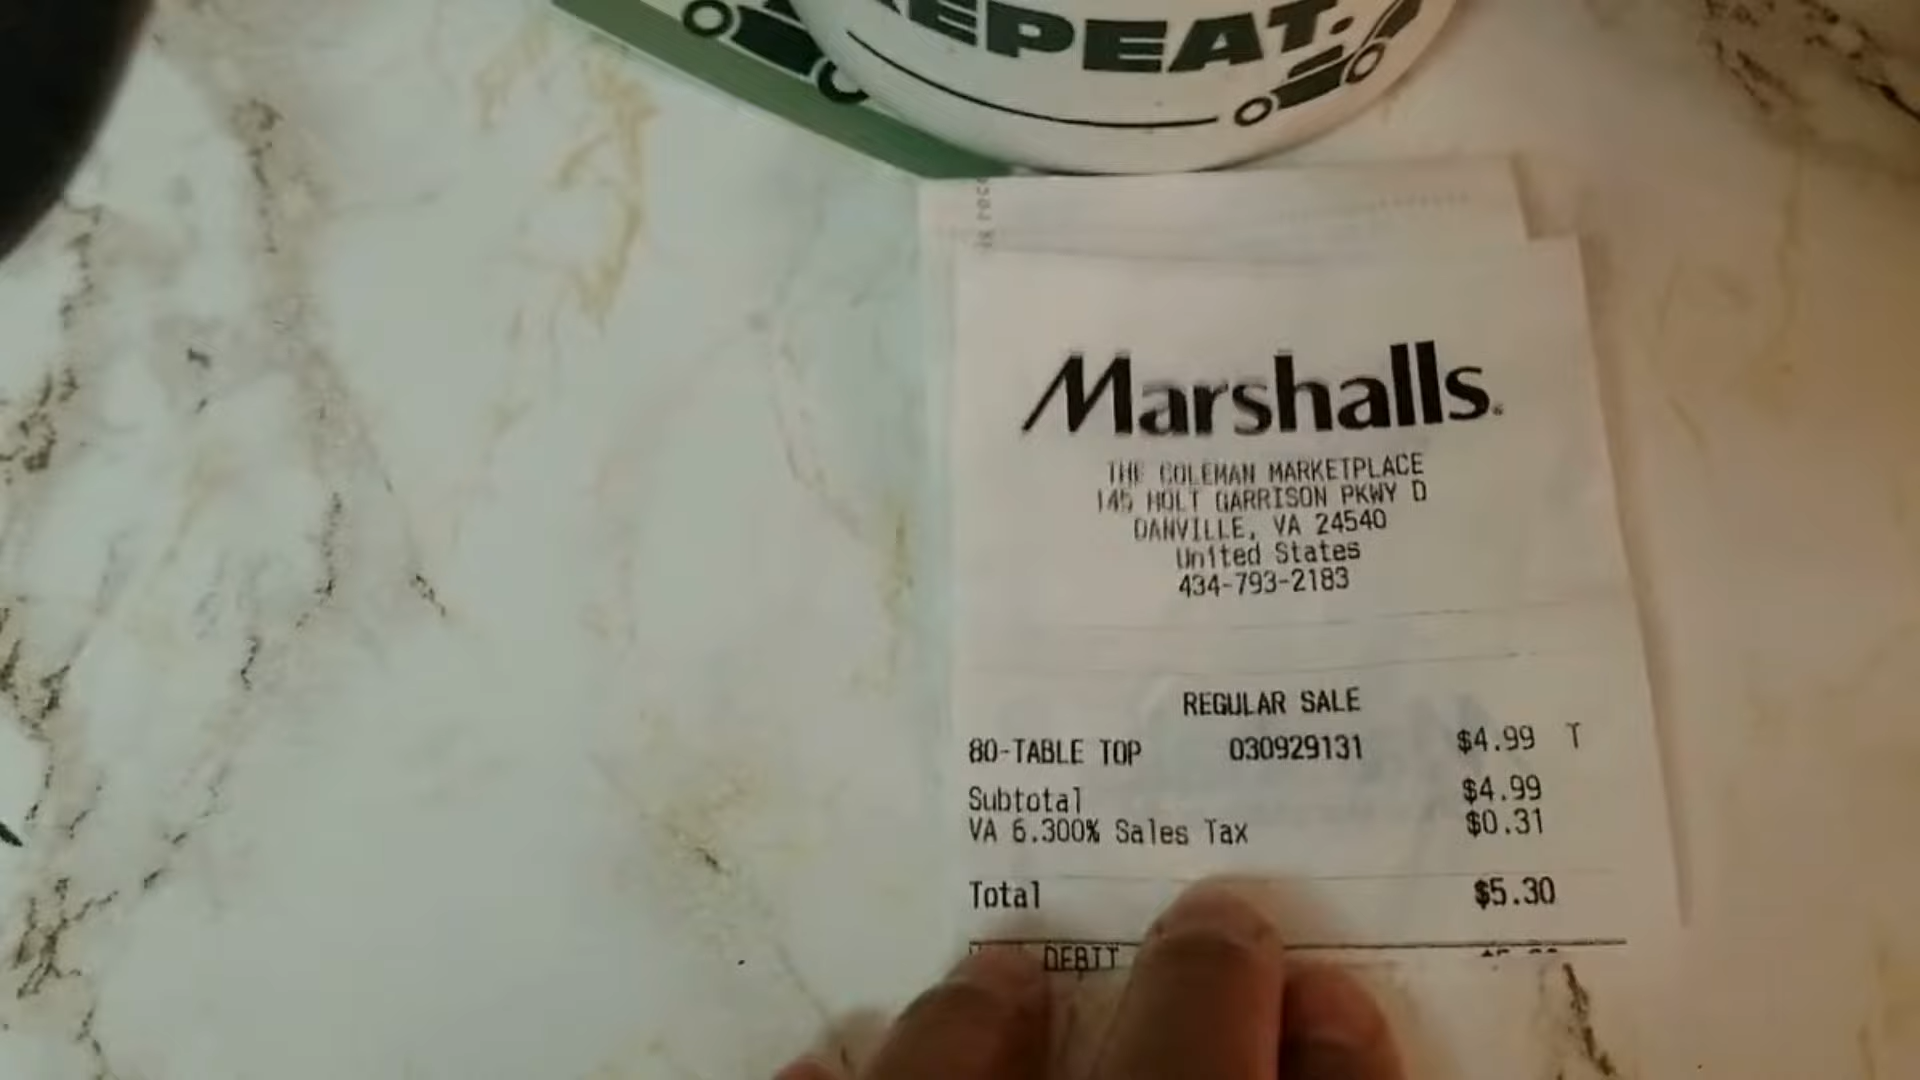 REPEAT.
Marshalls®
THE COLEMAN MARKETPLACE
145 HOLT GARRISON PKWY D
DANVILLE, VA 24540
United States
434-793-2183
REGULAR SALE
80-TABLE TOP 030929131 $4.99 T
Subtotal $4.99
VA 6.300% Sales Tax $0.31
Total $5.30
DEBIT